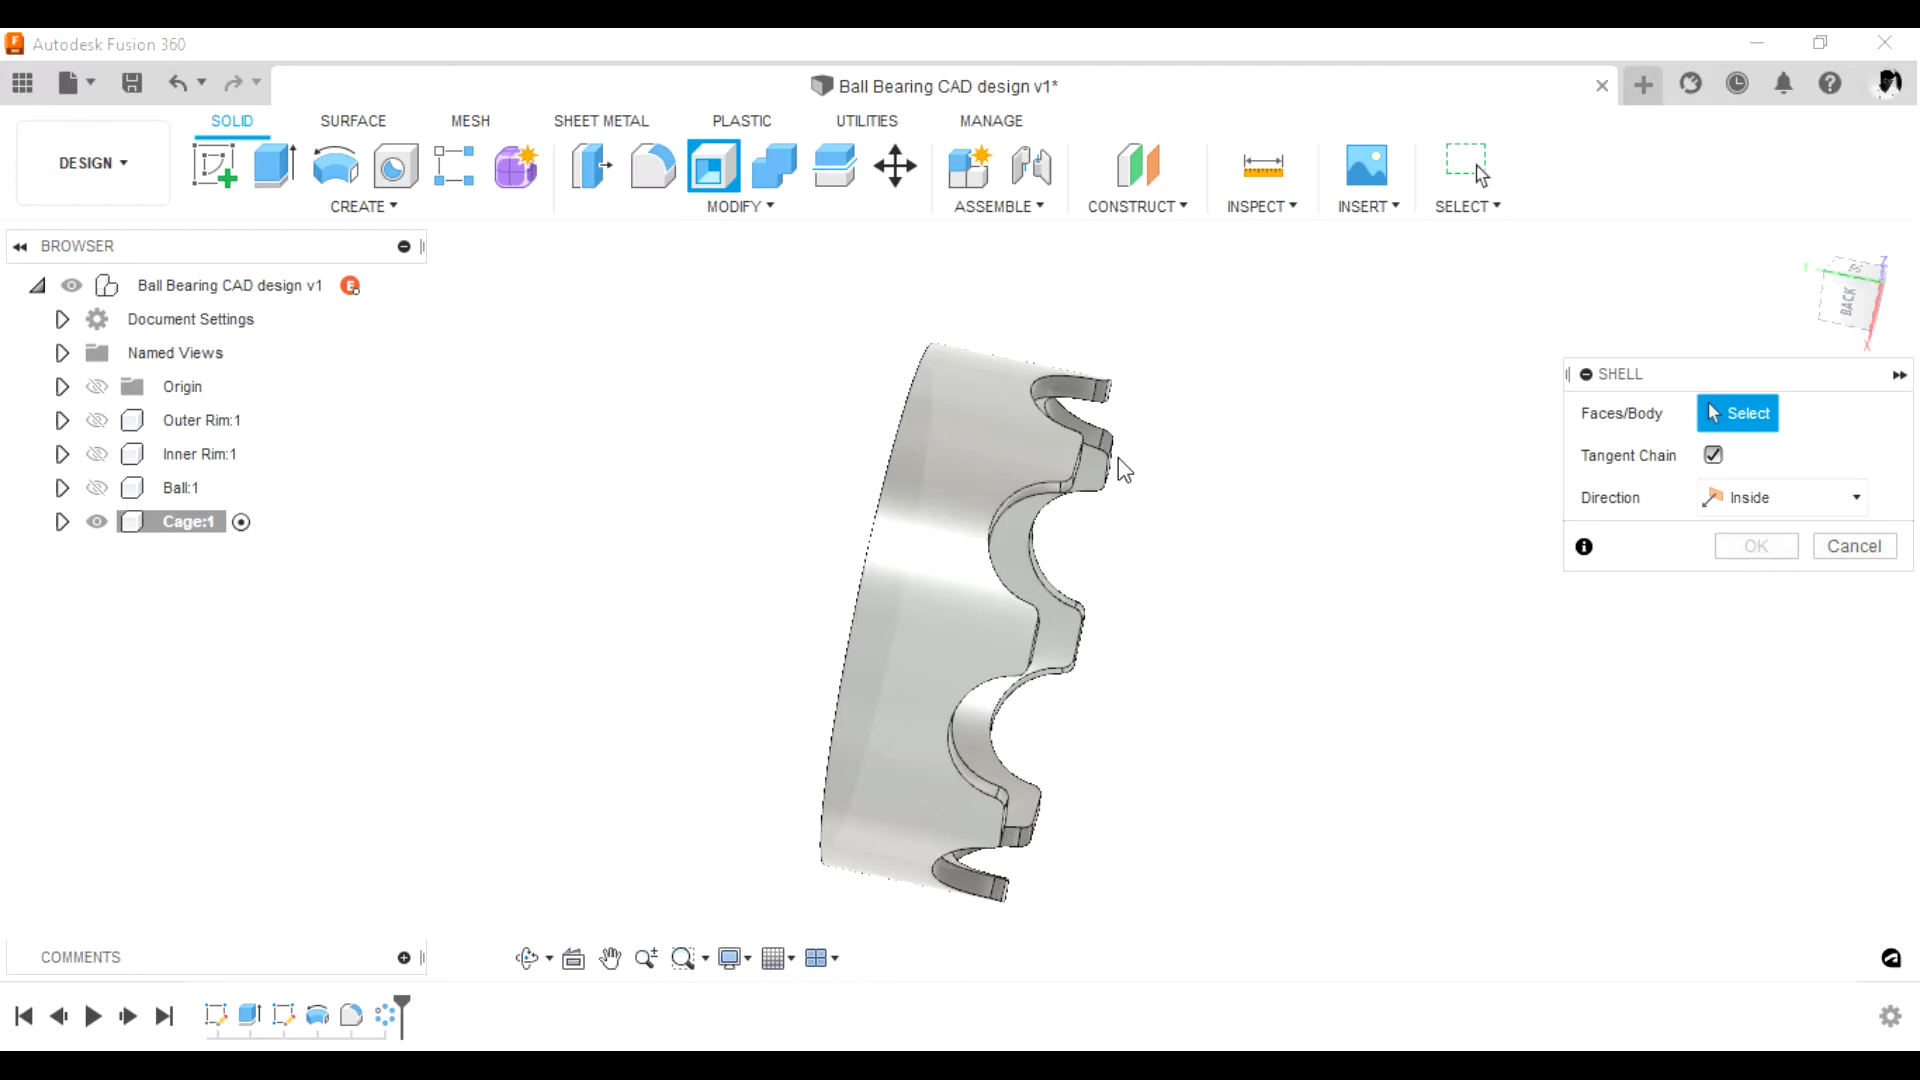 Autodesk Fusion 360
Ball Bearing CAD design v1*
SOLID SURFACE MESH SHEET METAL PLASTIC UTILITIES MANAGE
DESIGN
CREATE MODIFY ASSEMBLE CONSTRUCT INSPECT INSERT SELECT
BROWSER
Ball Bearing CAD design v1
Document Settings
Named Views
Origin
Outer Rim:1
Inner Rim:1
Ball:1
Cage:1
BACK
Y
Z
X
SHELL
Faces/Body Select
Tangent Chain
Direction Inside
OK Cancel
COMMENTS